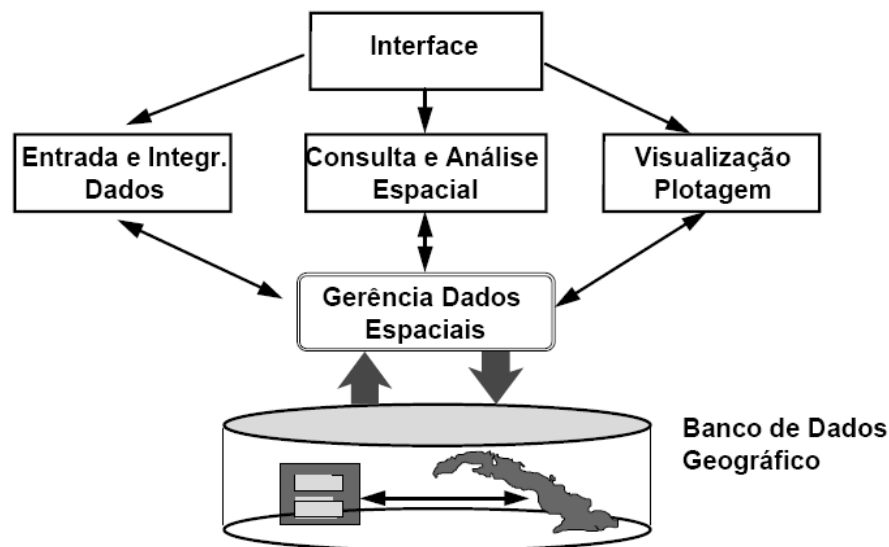 Interface
Entrada e Integr.
Dados
Consulta e Análise
Espacial
Visualização
Plotagem
Gerência Dados
Espaciais
Banco de Dados
Geográfico